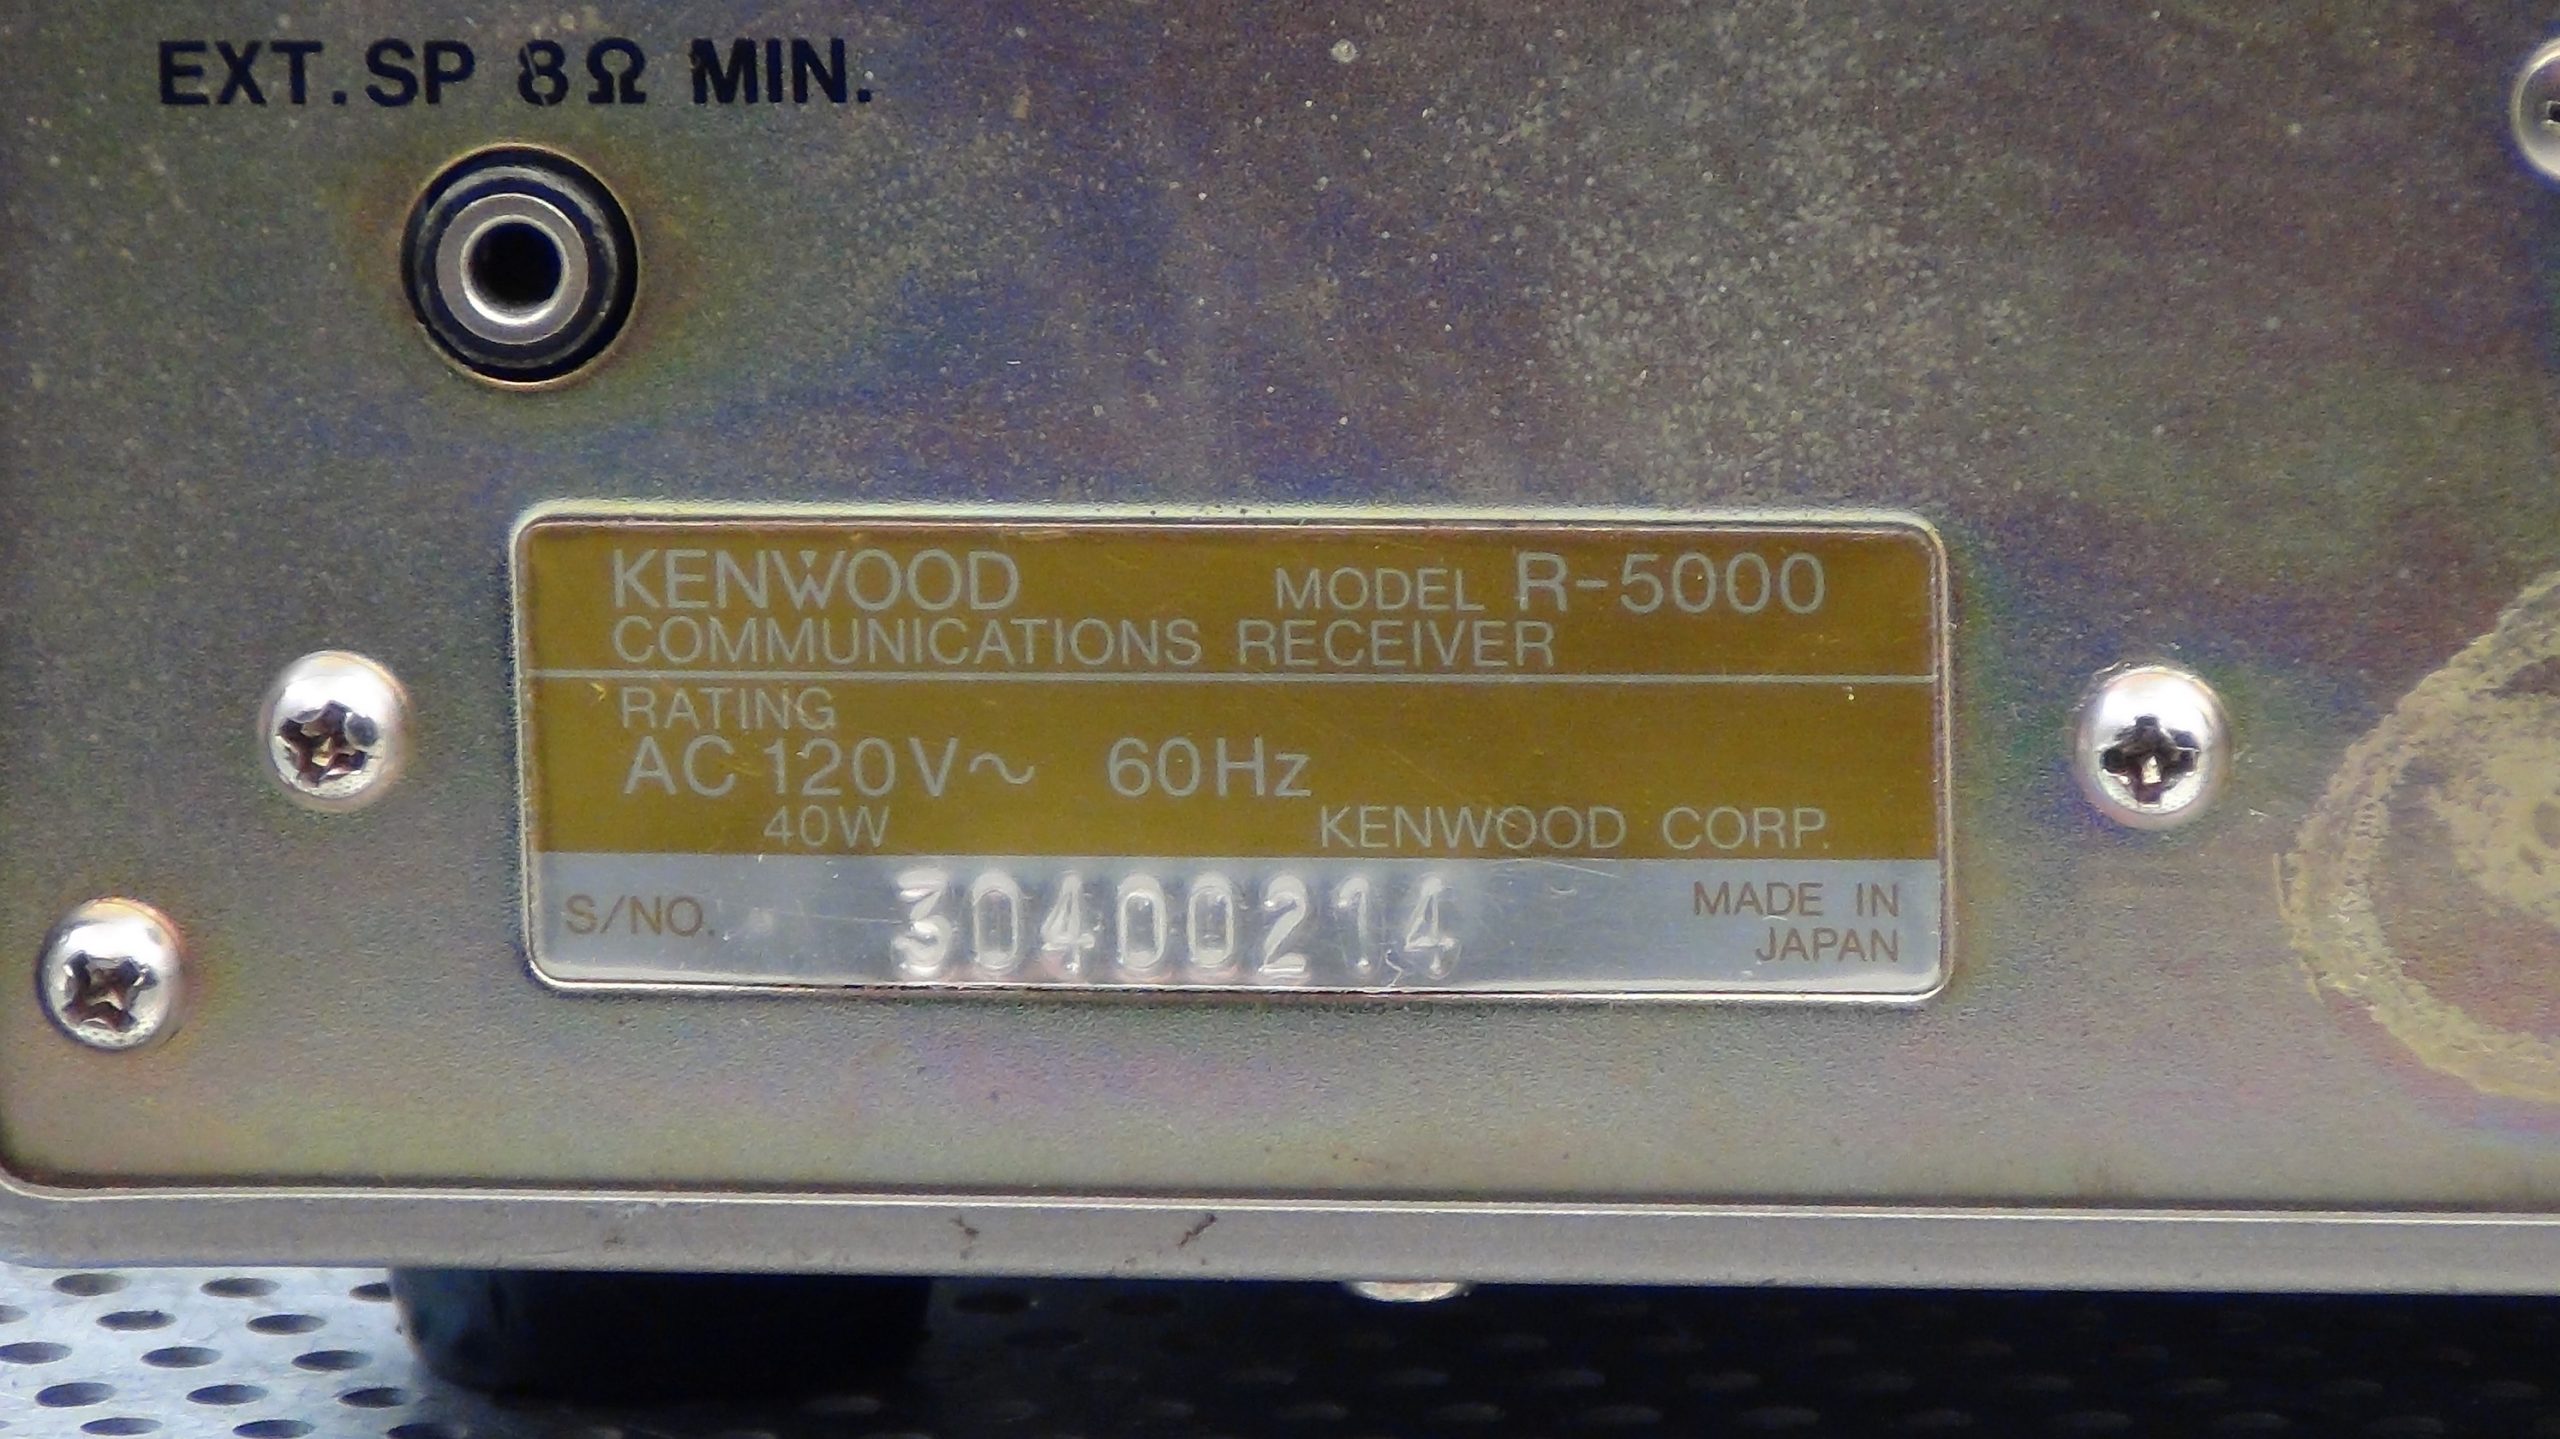 EXT.SP 8Ω MIN.
KENWOOD MODEL R-5000
COMMUNICATIONS RECEIVER
RATING
AC 120V~ 60Hz
40W KENWOOD CORP.
S/NO. 30400214 MADE IN
JAPAN